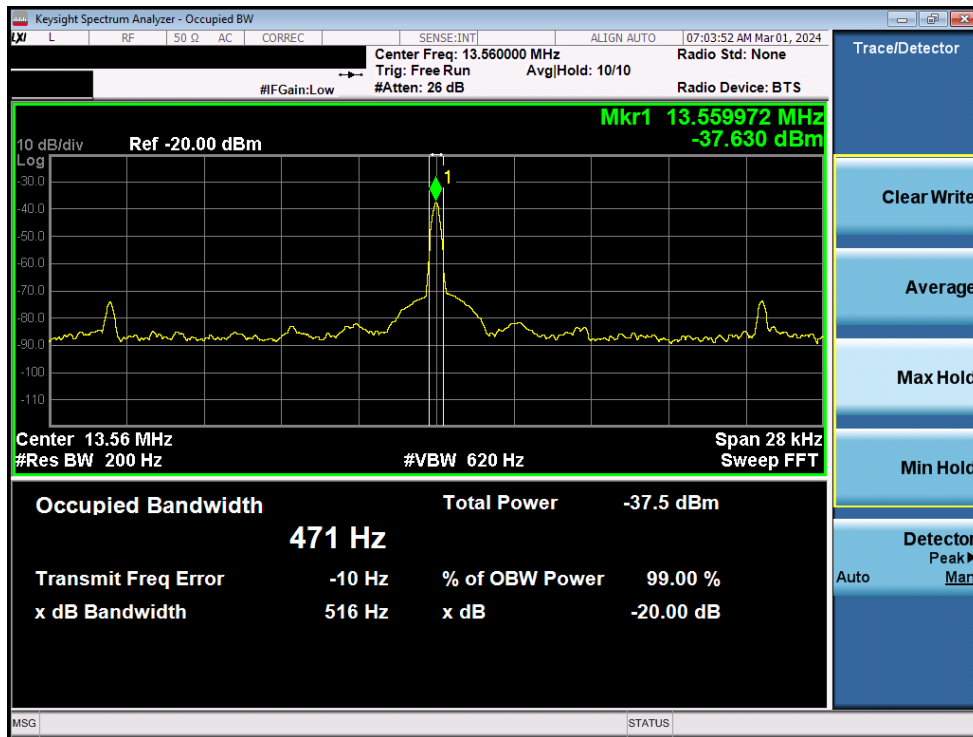 Keysight Spectrum Analyzer - Occupied BW
LXI L RF 50 Ω AC CORREC SENSE:INT ALIGN AUTO 07:03:52 AM Mar 01, 2024
Center Freq: 13.560000 MHz Radio Std: None
Trig: Free Run Avg|Hold: 10/10
#IFGain:Low #Atten: 26 dB Radio Device: BTS
Trace/Detector
Mkr1 13.559972 MHz
-37.630 dBm
10 dB/div Ref -20.00 dBm
Log
1
-30.0
-40.0
-50.0
-60.0
-70.0
-80.0
-90.0
-100
-110
Center 13.56 MHz Span 28 kHz
#Res BW 200 Hz #VBW 620 Hz Sweep FFT
Clear Write
Average
Max Hold
Min Hold
Detector
Peak▶
Auto Man
Occupied Bandwidth Total Power -37.5 dBm
471 Hz
Transmit Freq Error -10 Hz % of OBW Power 99.00 %
x dB Bandwidth 516 Hz x dB -20.00 dB
MSG STATUS